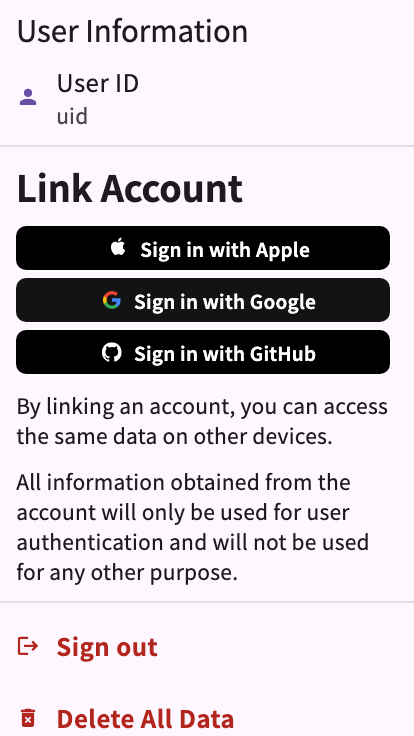 User Information
User ID
uid
Link Account
Sign in with Apple
Sign in with Google
Sign in with GitHub
By linking an account, you can access
the same data on other devices.
All information obtained from the
account will only be used for user
authentication and will not be used
for any other purpose.
Sign out
Delete All Data